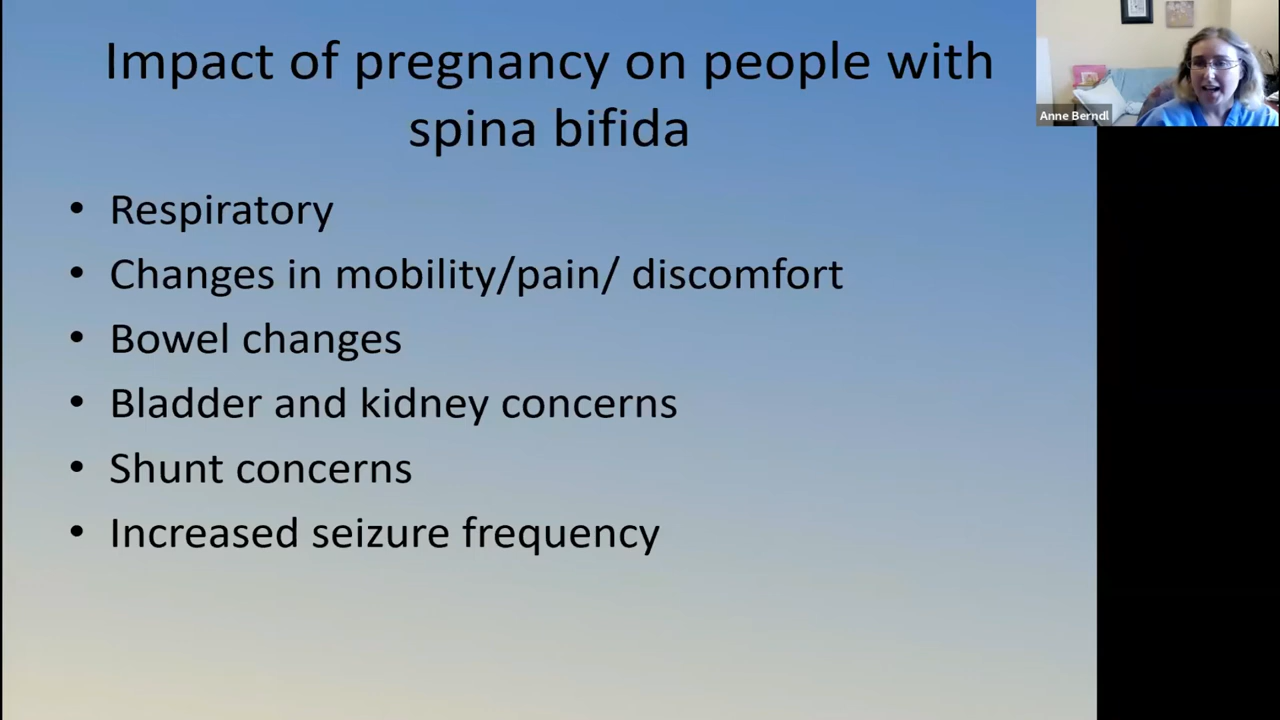 Impact of pregnancy on people with
spina bifida
• Respiratory
• Changes in mobility/pain/ discomfort
• Bowel changes
• Bladder and kidney concerns
• Shunt concerns
• Increased seizure frequency
Anne Berndl